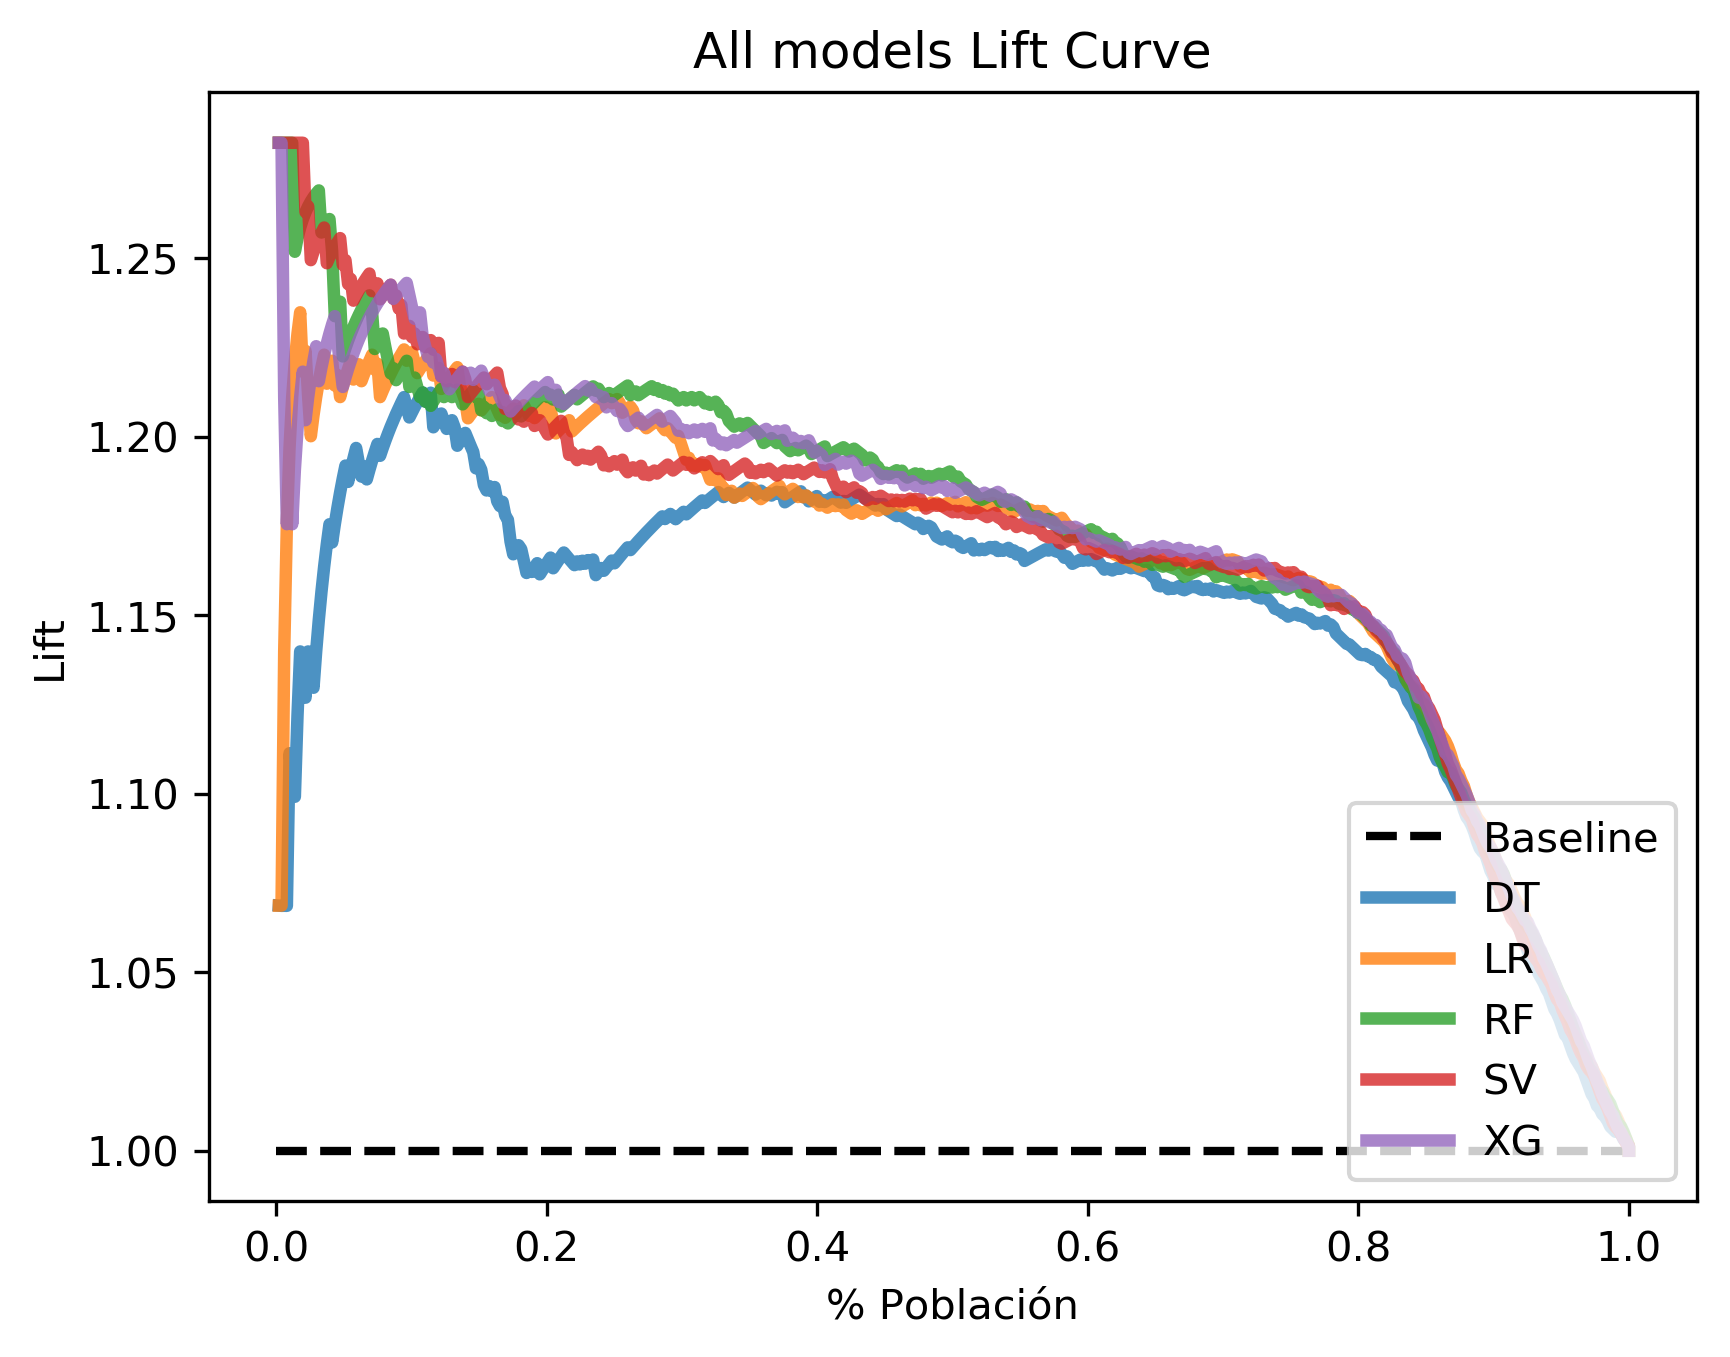 All models Lift Curve
Lift
1.25
1.20
1.15
1.10
1.05
1.00
Baseline
DT
LR
RF
SV
XG
0.0 0.2 0.4 0.6 0.8 1.0
% Población